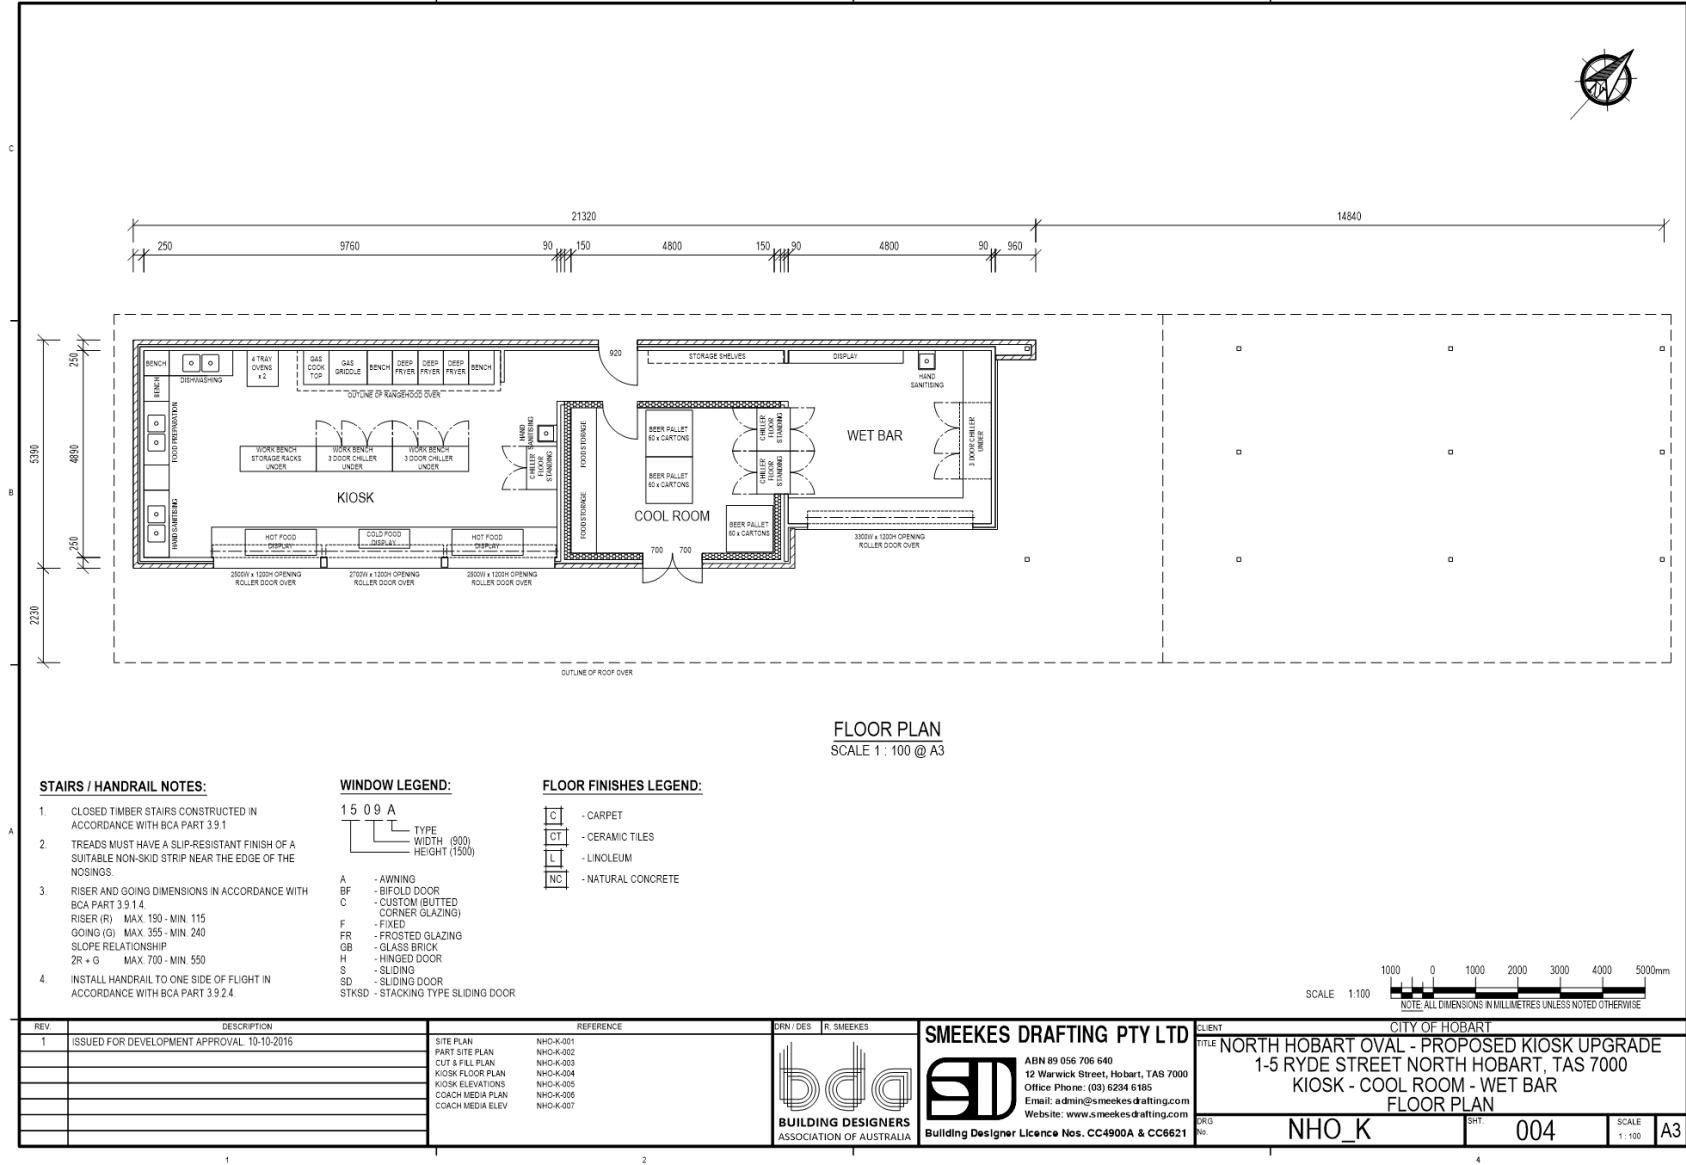 C
B
A
21320
14840
250
9760
90
150
4800
150
90
4800
90
960
5390
250
4890
250
2230
BENCH
DISHWASHING
BENCH
FOOD PREPARATION
HAND SANITISING
4 TRAY
OVENS
x 2
GAS
COOK
TOP
GAS
GRIDDLE
BENCH
DEEP
FRYER
DEEP
FRYER
DEEP
FRYER
BENCH
OUTLINE OF RANGEHOOD OVER
920
STORAGE SHELVES
DISPLAY
HAND
SANITISING
WORK BENCH
STORAGE RACKS
UNDER
WORK BENCH
3 DOOR CHILLER
UNDER
WORK BENCH
3 DOOR CHILLER
UNDER
HAND
SANITISING
CHILLER
FLOOR
STANDING
FOOD STORAGE
FOOD STORAGE
BEER PALLET
60 x CARTONS
BEER PALLET
60 x CARTONS
BEER PALLET
60 x CARTONS
CHILLER
FLOOR
STANDING
CHILLER
FLOOR
STANDING
WET BAR
3 DOOR CHILLER
UNDER
KIOSK
COOL ROOM
HOT FOOD
DISPLAY
COLD FOOD
DISPLAY
HOT FOOD
DISPLAY
700 700
3300W x 1200H OPENING
ROLLER DOOR OVER
2500W x 1200H OPENING
ROLLER DOOR OVER
2700W x 1200H OPENING
ROLLER DOOR OVER
2500W x 1200H OPENING
ROLLER DOOR OVER
OUTLINE OF ROOF OVER
FLOOR PLAN
SCALE 1 : 100 @ A3
STAIRS / HANDRAIL NOTES:
1. CLOSED TIMBER STAIRS CONSTRUCTED IN
ACCORDANCE WITH BCA PART 3.9.1
2. TREADS MUST HAVE A SLIP-RESISTANT FINISH OF A
SUITABLE NON-SKID STRIP NEAR THE EDGE OF THE
NOSINGS.
3. RISER AND GOING DIMENSIONS IN ACCORDANCE WITH
BCA PART 3.9.1.4.
RISER (R) MAX. 190 - MIN. 115
GOING (G) MAX. 355 - MIN. 240
SLOPE RELATIONSHIP
2R + G MAX. 700 - MIN. 550
4. INSTALL HANDRAIL TO ONE SIDE OF FLIGHT IN
ACCORDANCE WITH BCA PART 3.9.2.4.
WINDOW LEGEND:
15 09 A
TYPE
WIDTH (900)
HEIGHT (1500)
A - AWNING
BF - BIFOLD DOOR
C - CUSTOM (BUTTED
CORNER GLAZING)
F - FIXED
FR - FROSTED GLAZING
GB - GLASS BRICK
H - HINGED DOOR
S - SLIDING
SD - SLIDING DOOR
STKSD - STACKING TYPE SLIDING DOOR
FLOOR FINISHES LEGEND:
C - CARPET
CT - CERAMIC TILES
L - LINOLEUM
NC - NATURAL CONCRETE
1000 0 1000 2000 3000 4000 5000mm
SCALE 1:100
NOTE: ALL DIMENSIONS IN MILLIMETRES UNLESS NOTED OTHERWISE
REV. DESCRIPTION
1 ISSUED FOR DEVELOPMENT APPROVAL. 10-10-2016
REFERENCE
SITE PLAN NHO-K-001
PART SITE PLAN NHO-K-002
CUT & FILL PLAN NHO-K-003
KIOSK FLOOR PLAN NHO-K-004
KIOSK ELEVATIONS NHO-K-005
COACH MEDIA PLAN NHO-K-006
COACH MEDIA ELEV NHO-K-007
DRN / DES R. SMEEKES
bda
BUILDING DESIGNERS
ASSOCIATION OF AUSTRALIA
SMEEKES DRAFTING PTY LTD
SD
ABN 89 056 706 640
12 Warwick Street, Hobart, TAS 7000
Office Phone: (03) 6234 6185
Email: admin@smeekesdrafting.com
Website: www.smeekesdrafting.com
Building Designer Licence Nos. CC4900A & CC6621
CLIENT CITY OF HOBART
TITLE NORTH HOBART OVAL - PROPOSED KIOSK UPGRADE
1-5 RYDE STREET NORTH HOBART, TAS 7000
KIOSK - COOL ROOM - WET BAR
FLOOR PLAN
DRG No. NHO_K
SHT. 004
SCALE
1 : 100
A3
1
2
4